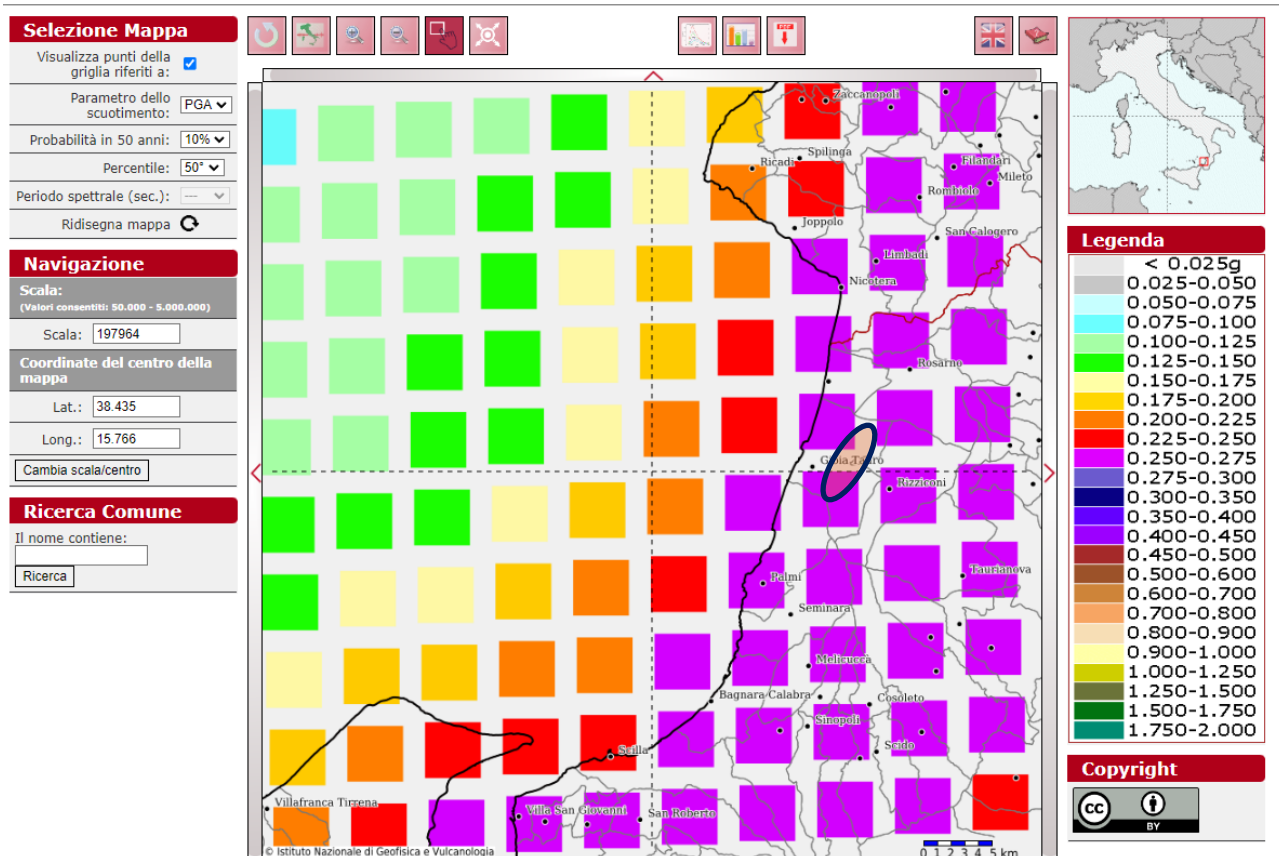 Selezione Mappa
Visualizza punti della
griglia riferiti a:
Parametro dello
scuotimento:
PGA
Probabilità in 50 anni:
10%
Percentile:
50°
Periodo spettrale (sec.):
---
Ridisegna mappa
Navigazione
Scala:
(Valori consentiti: 50.000 - 5.000.000)
Scala:
197964
Coordinate del centro della
mappa
Lat.:
38.435
Long.:
15.766
Cambia scala/centro
Ricerca Comune
Il nome contiene:
Ricerca
PDF
Zaccanopoli
Spilinga
Ricadi
Filandari
Mileto
Rombiolo
Joppolo
San Calogero
Limbadi
Nicotera
Rosarno
Gioia Tauro
Rizziconi
Palmi
Taurianova
Seminara
Melicuccà
Bagnara Calabra
Cosoleto
Sinopoli
Scido
Scilla
Villafranca Tirrena
Villa San Giovanni
San Roberto
© Istituto Nazionale di Geofisica e Vulcanologia
0 1 2 3 4 5 km
Legenda
< 0.025g
0.025-0.050
0.050-0.075
0.075-0.100
0.100-0.125
0.125-0.150
0.150-0.175
0.175-0.200
0.200-0.225
0.225-0.250
0.250-0.275
0.275-0.300
0.300-0.350
0.350-0.400
0.400-0.450
0.450-0.500
0.500-0.600
0.600-0.700
0.700-0.800
0.800-0.900
0.900-1.000
1.000-1.250
1.250-1.500
1.500-1.750
1.750-2.000
Copyright
cc
BY